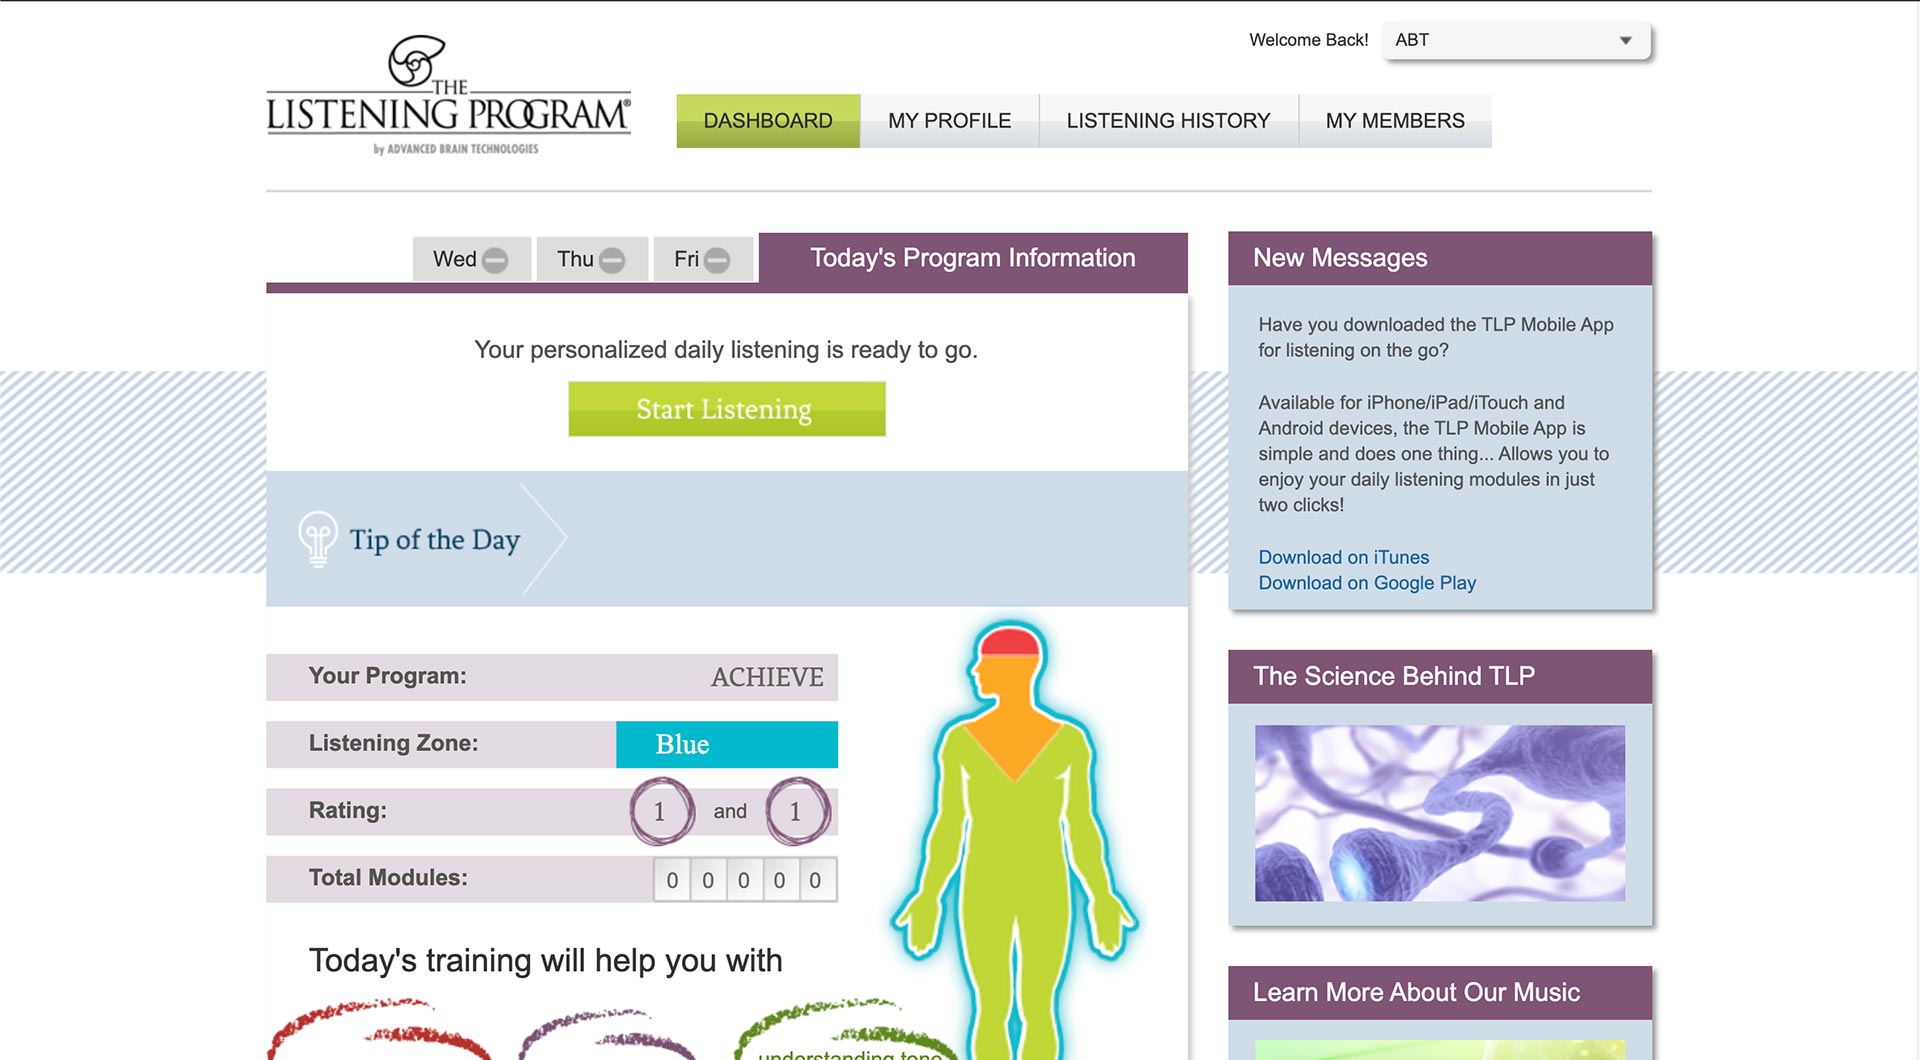 Welcome Back!
ABT
THE
LISTENING PROGRAM®
by ADVANCED BRAIN TECHNOLOGIES
DASHBOARD
MY PROFILE
LISTENING HISTORY
MY MEMBERS
Wed
Thu
Fri
Today's Program Information
Your personalized daily listening is ready to go.
Start Listening
Tip of the Day
Your Program:
ACHIEVE
Listening Zone:
Blue
Rating:
1 and 1
Total Modules:
0 0 0 0 0
Today's training will help you with
understanding tone
New Messages
Have you downloaded the TLP Mobile App
for listening on the go?
Available for iPhone/iPad/iTouch and
Android devices, the TLP Mobile App is
simple and does one thing... Allows you to
enjoy your daily listening modules in just
two clicks!
Download on iTunes
Download on Google Play
The Science Behind TLP
Learn More About Our Music